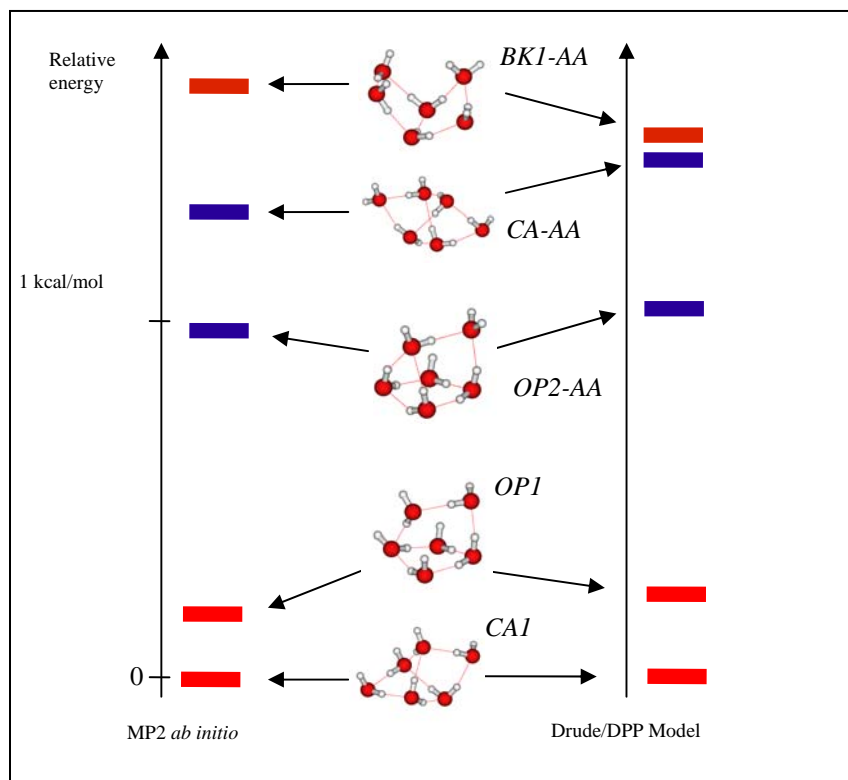 Relative
energy
BK1-AA
CA-AA
1 kcal/mol
OP2-AA
OP1
CA1
0
MP2 ab initio
Drude/DPP Model